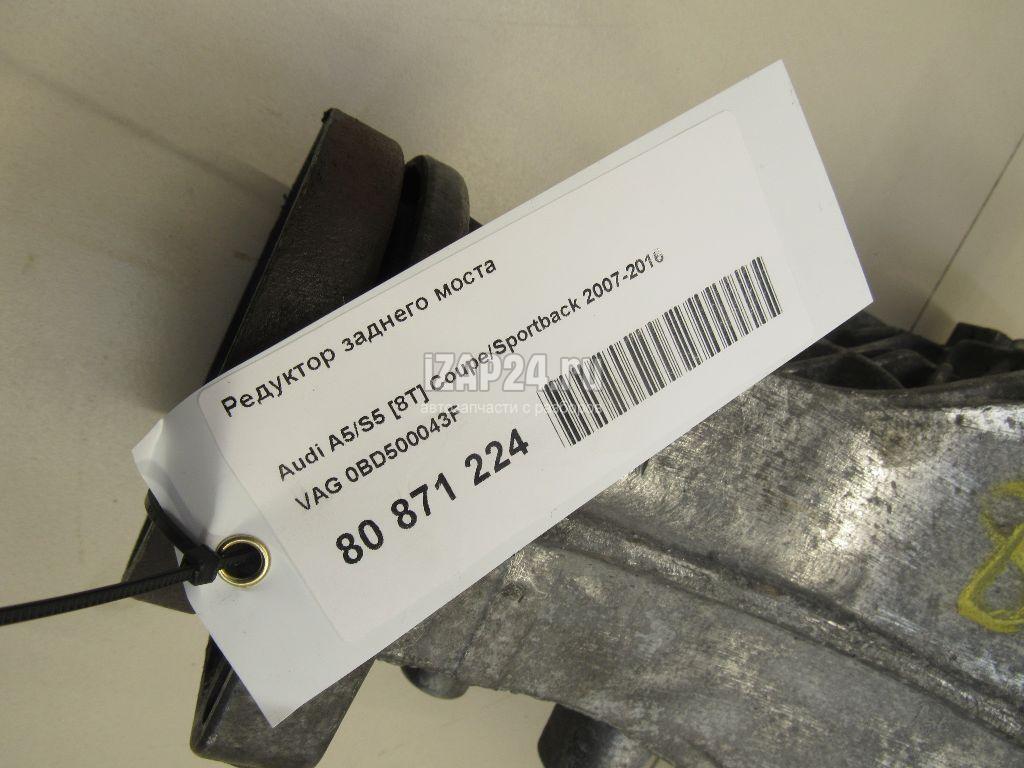 Редуктор заднего моста
Audi A5/S5 [8T] Coupe/Sportback 2007-2016
VAG 0BD500043F
80 871 224
iZAP24.ru
автозапчасти с разборов